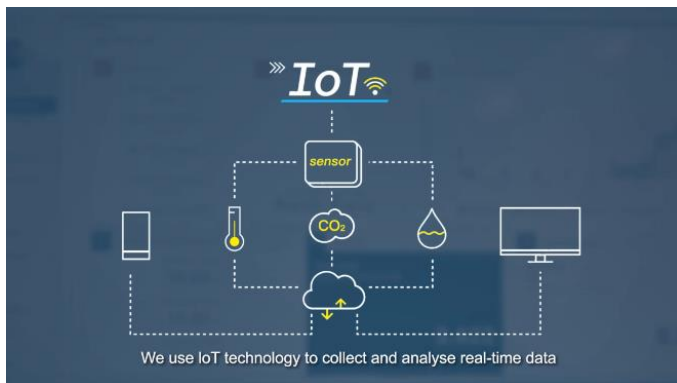 IoT
sensor
CO₂
We use IoT technology to collect and analyse real-time data